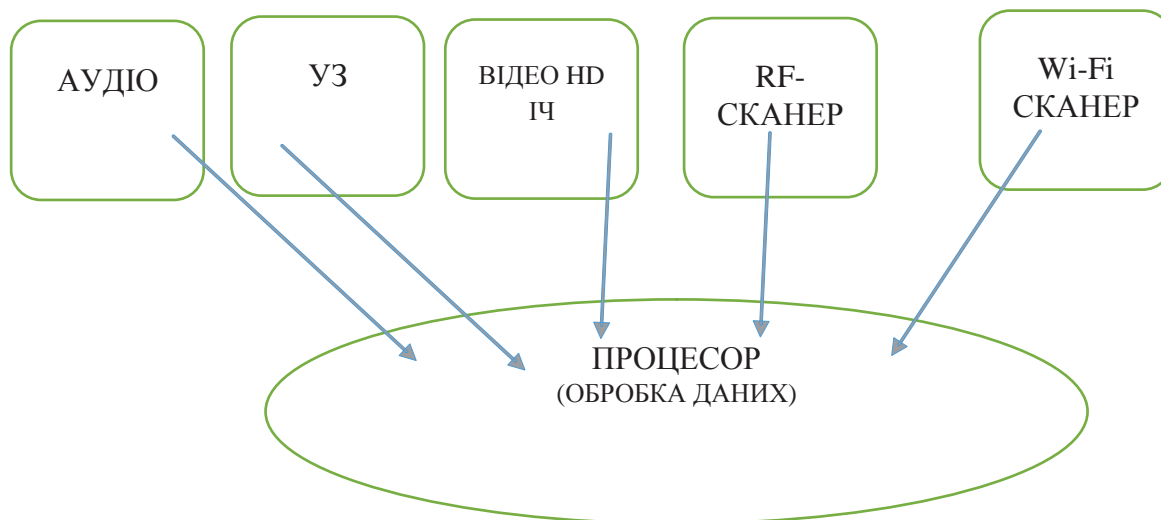 АУДІО
УЗ
ВІДЕО HD
ІЧ
RF-
СКАНЕР
Wi-Fi
СКАНЕР
ПРОЦЕСОР
(ОБРОБКА ДАНИХ)